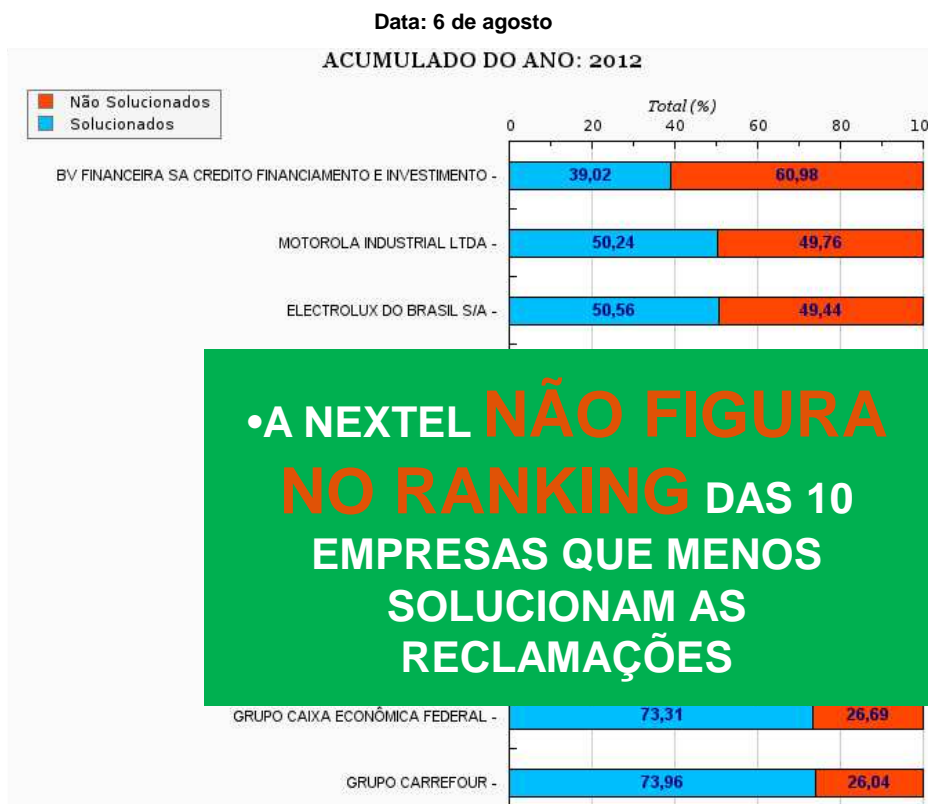 Data: 6 de agosto
ACUMULADO DO ANO: 2012
Não Solucionados
Solucionados
Total (%)
0 20 40 60 80 10
BV FINANCEIRA SA CREDITO FINANCIAMENTO E INVESTIMENTO - 39,02 60,98
MOTOROLA INDUSTRIAL LTDA - 50,24 49,76
ELECTROLUX DO BRASIL S/A - 50,56 49,44
•A NEXTEL NÃO FIGURA
NO RANKING DAS 10
EMPRESAS QUE MENOS
SOLUCIONAM AS
RECLAMAÇÕES
GRUPO CAIXA ECONÔMICA FEDERAL - 73,31 26,69
GRUPO CARREFOUR - 73,96 26,04